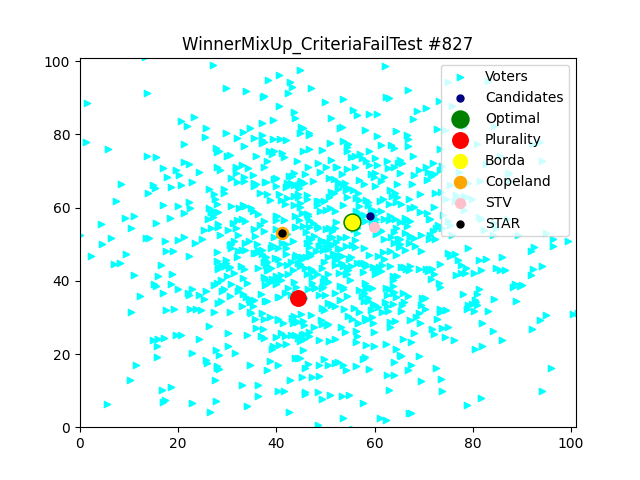 WinnerMixUp_CriteriaFailTest #827
100
80
60
40
20
0
0 20 40 60 80 100
Voters
Candidates
Optimal
Plurality
Borda
Copeland
STV
STAR